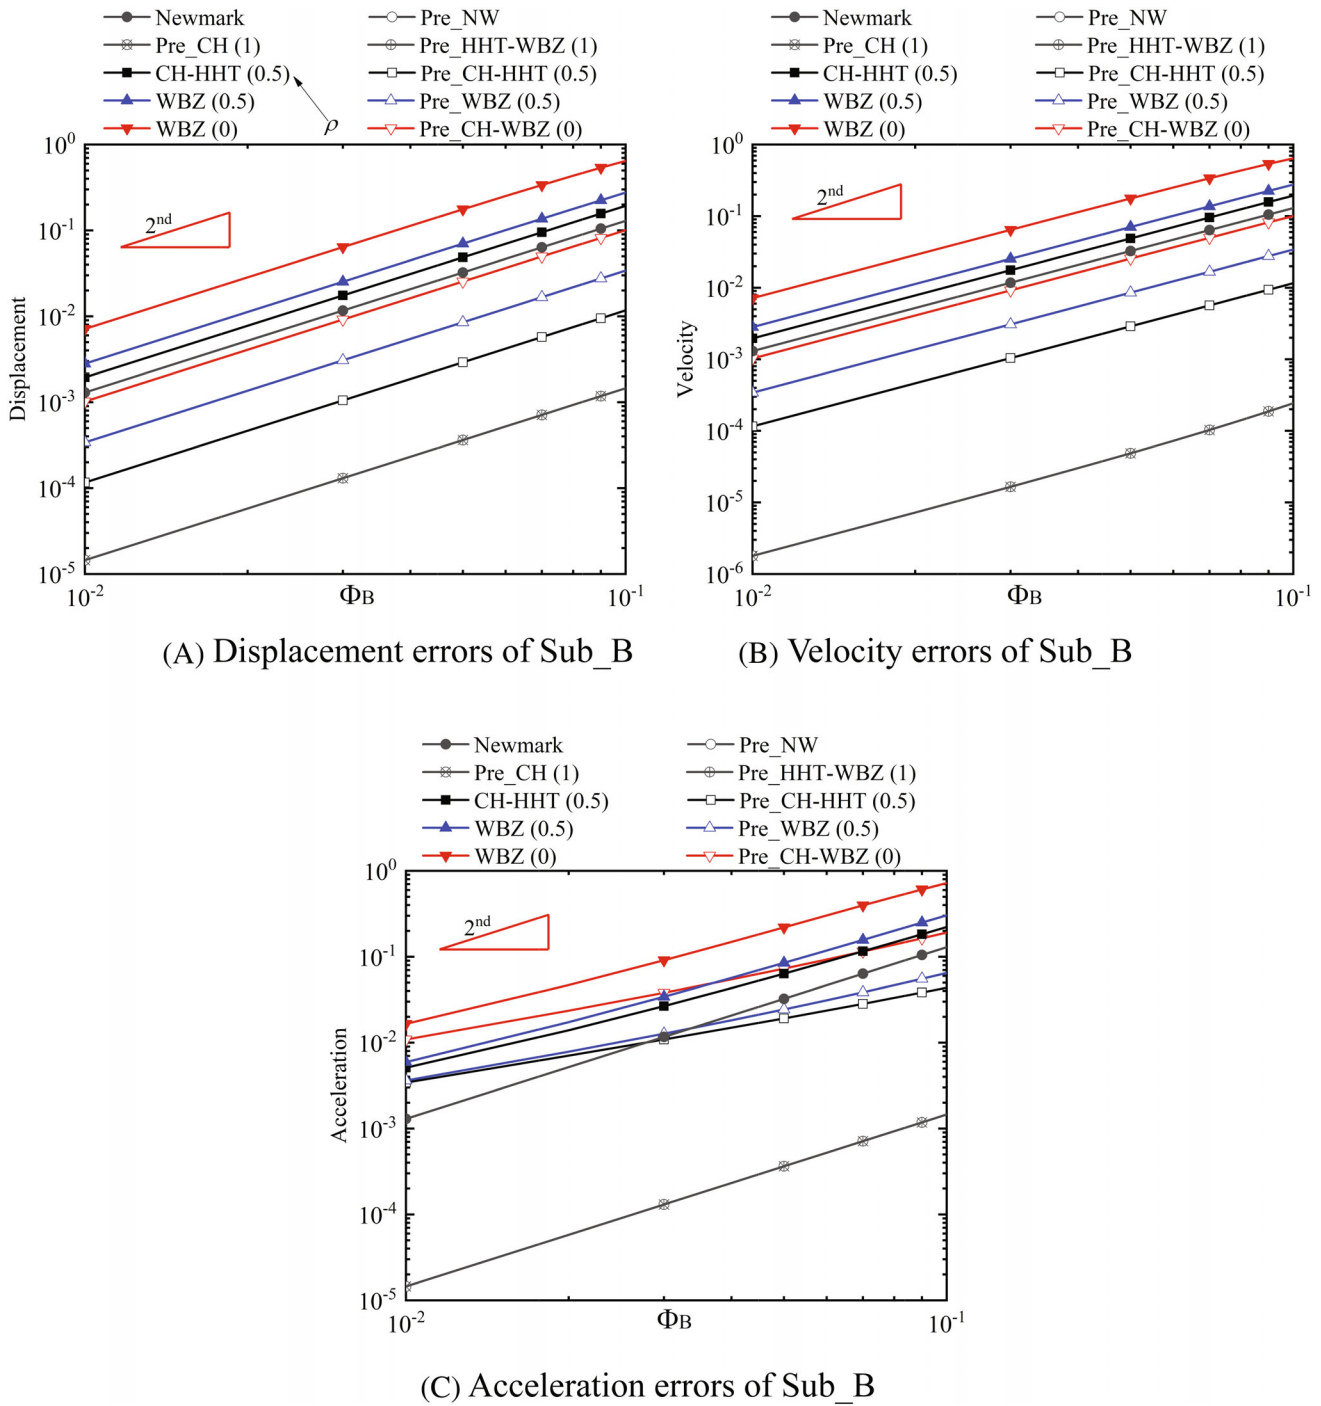 Newmark Pre_NW
Pre_CH (1) Pre_HHT-WBZ (1)
CH-HHT (0.5) Pre_CH-HHT (0.5)
WBZ (0.5) Pre_WBZ (0.5)
WBZ (0) ρ Pre_CH-WBZ (0)
10⁰
2nd
10⁻¹
10⁻²
Displacement
10⁻³
10⁻⁴
10⁻⁵
10⁻² ΦB 10⁻¹
(A) Displacement errors of Sub_B
Newmark Pre_NW
Pre_CH (1) Pre_HHT-WBZ (1)
CH-HHT (0.5) Pre_CH-HHT (0.5)
WBZ (0.5) Pre_WBZ (0.5)
WBZ (0) Pre_CH-WBZ (0)
10⁰
2nd
10⁻¹
10⁻²
Velocity
10⁻³
10⁻⁴
10⁻⁵
10⁻⁶
10⁻² ΦB 10⁻¹
(B) Velocity errors of Sub_B
Newmark Pre_NW
Pre_CH (1) Pre_HHT-WBZ (1)
CH-HHT (0.5) Pre_CH-HHT (0.5)
WBZ (0.5) Pre_WBZ (0.5)
WBZ (0) Pre_CH-WBZ (0)
10⁰
2nd
10⁻¹
10⁻²
Acceleration
10⁻³
10⁻⁴
10⁻⁵
10⁻² ΦB 10⁻¹
(C) Acceleration errors of Sub_B